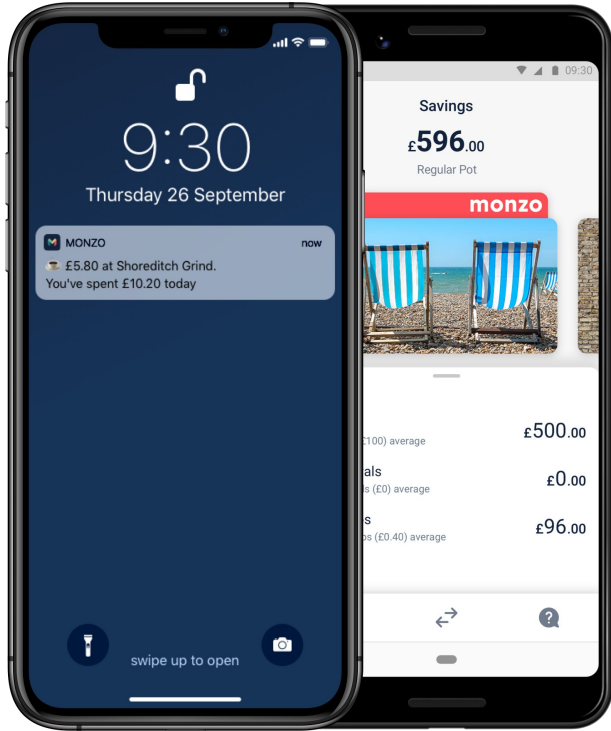 9:30
Thursday 26 September
MONZO now
£5.80 at Shoreditch Grind.
You've spent £10.20 today
swipe up to open
09:30
Savings
£596.00
Regular Pot
monzo
£100) average
£500.00
als
(£0) average
£0.00
s
(£0.40) average
£96.00